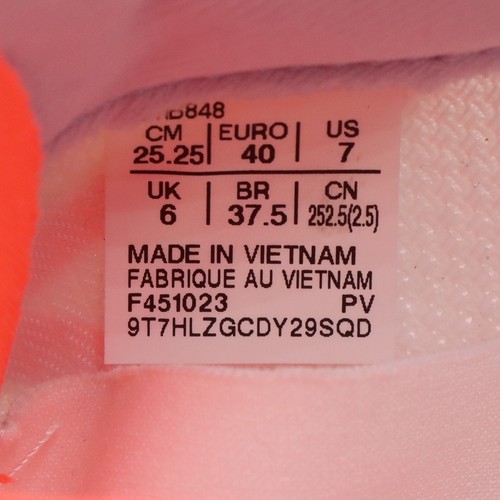 CM | EURO | US
25.25 | 40 | 7
UK | BR | CN
6 | 37.5 | 252.5(2.5)
MADE IN VIETNAM
FABRIQUE AU VIETNAM
F451023 PV
9T7HLZGCDY29SQD